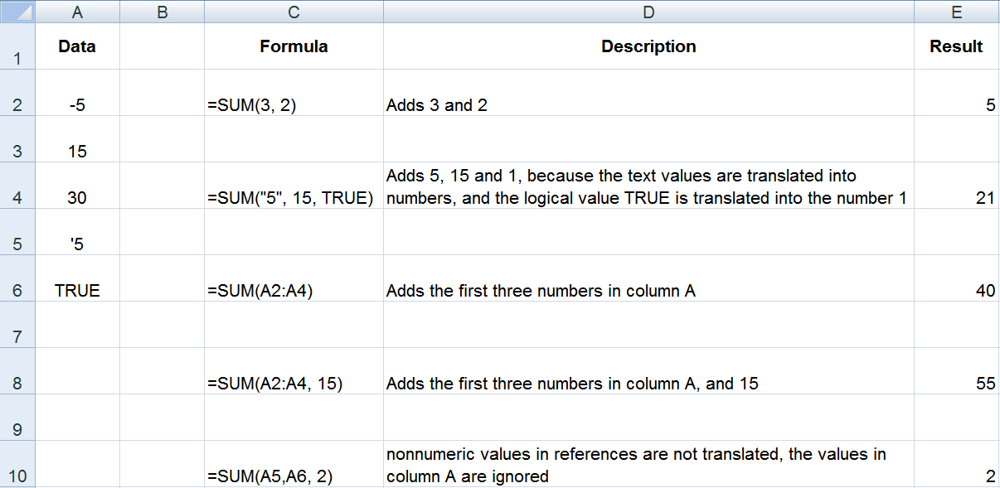 A B C D E
1 Data Formula Description Result
2 -5 =SUM(3, 2) Adds 3 and 2 5
3 15
Adds 5, 15 and 1, because the text values are translated into
4 30 =SUM("5", 15, TRUE) numbers, and the logical value TRUE is translated into the number 1 21
5 '5
6 TRUE =SUM(A2:A4) Adds the first three numbers in column A 40
7
8 =SUM(A2:A4, 15) Adds the first three numbers in column A, and 15 55
9
nonnumeric values in references are not translated, the values in
10 =SUM(A5,A6, 2) column A are ignored 2